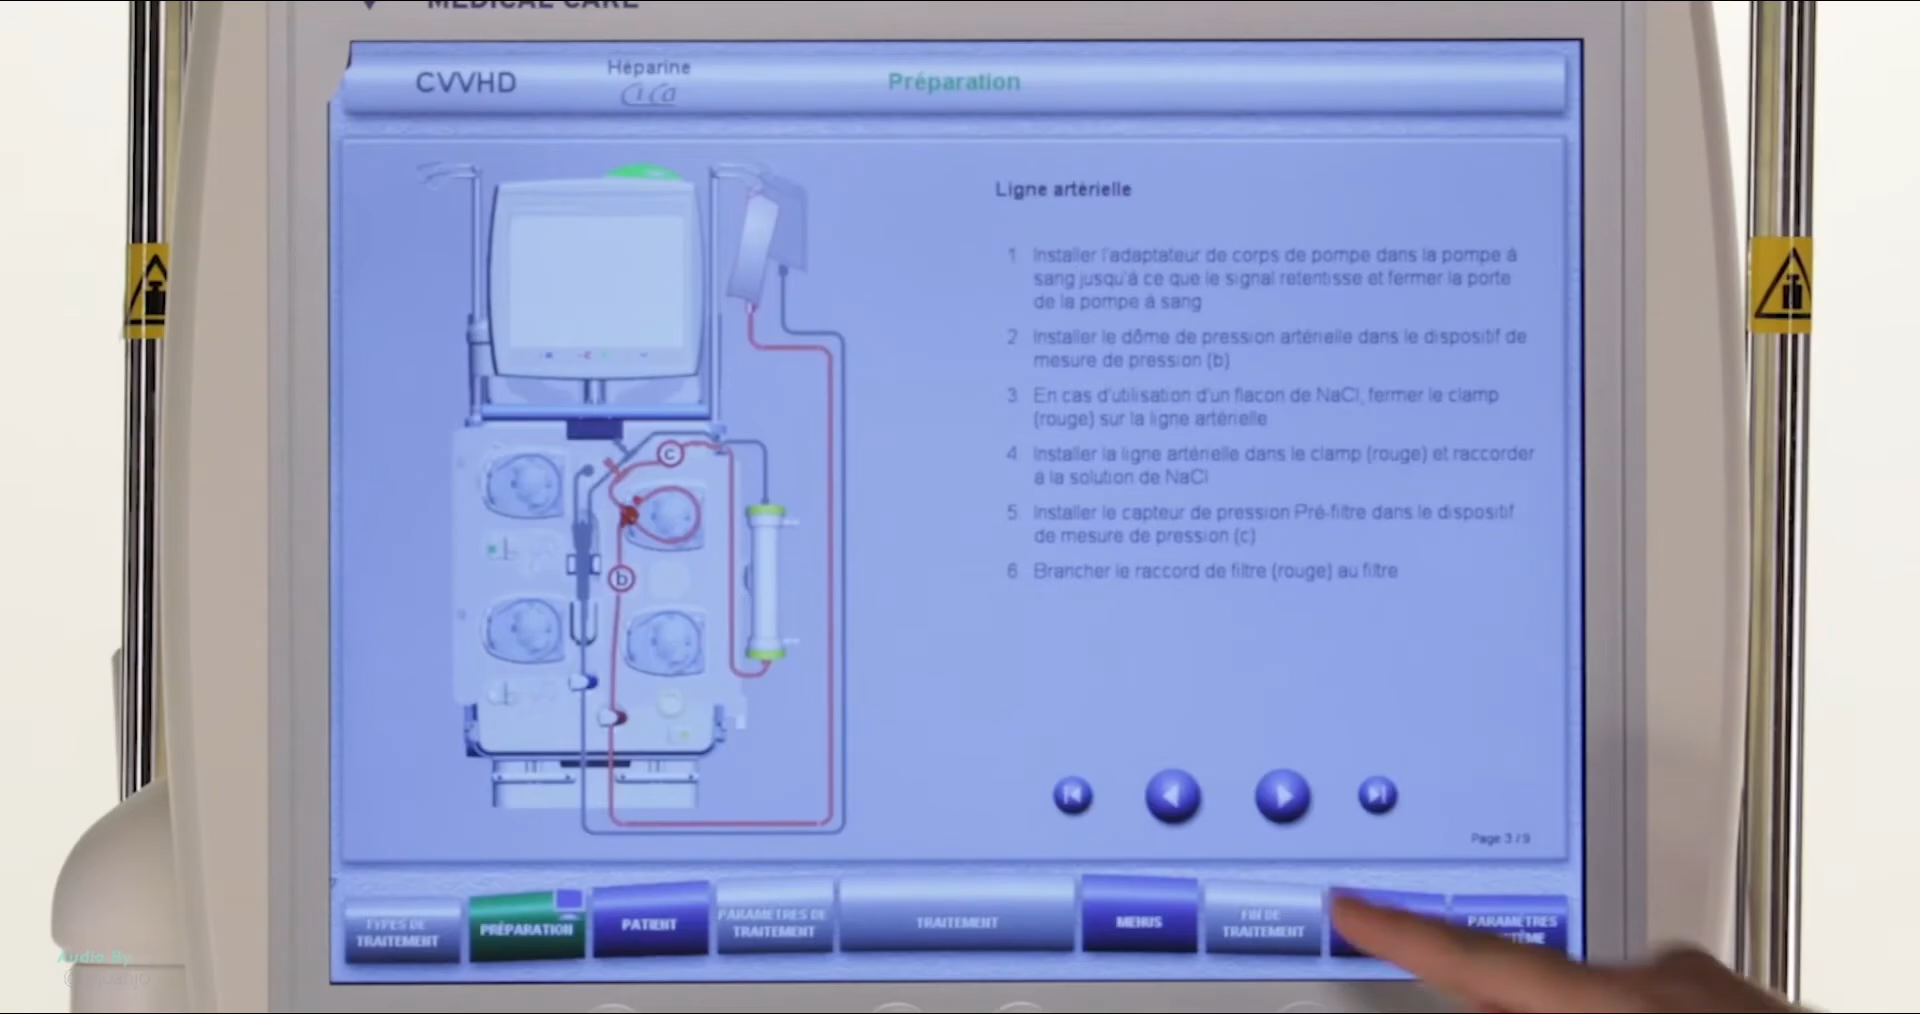 MEDICAL CARE
CVVHD
Héparine
CiCa
Préparation
Ligne artérielle
1 Installer l'adaptateur de corps de pompe dans la pompe à
sang jusqu'à ce que le signal retentisse et fermer la porte
de la pompe à sang
2 Installer le dôme de pression artérielle dans le dispositif de
mesure de pression (b)
3 En cas d'utilisation d'un flacon de NaCl, fermer le clamp
(rouge) sur la ligne artérielle
4 Installer la ligne artérielle dans le clamp (rouge) et raccorder
à la solution de NaCl
5 Installer le capteur de pression Pré-filtre dans le dispositif
de mesure de pression (c)
6 Brancher le raccord de filtre (rouge) au filtre
c
b
Page 3 / 9
TYPES DE
TRAITEMENT
PRÉPARATION
PATIENT
PARAMÈTRES DE
TRAITEMENT
TRAITEMENT
MENUS
FIN DE
TRAITEMENT
PARAMÈTRES
Audio By